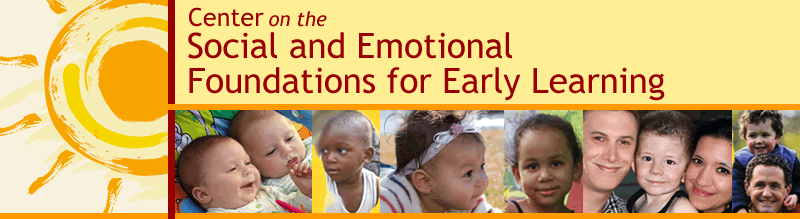 Center on the
Social and Emotional
Foundations for Early Learning